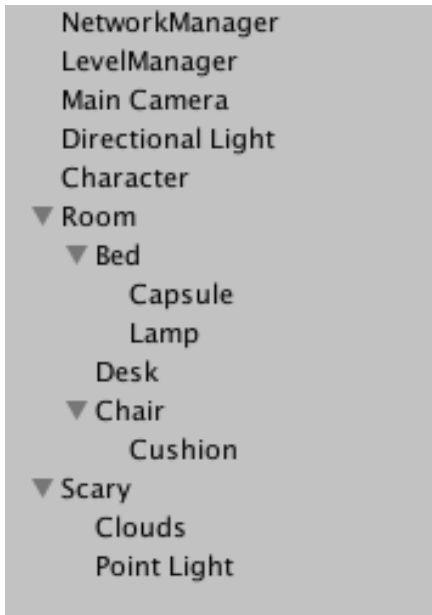 NetworkManager
LevelManager
Main Camera
Directional Light
Character
Room
Bed
Capsule
Lamp
Desk
Chair
Cushion
Scary
Clouds
Point Light